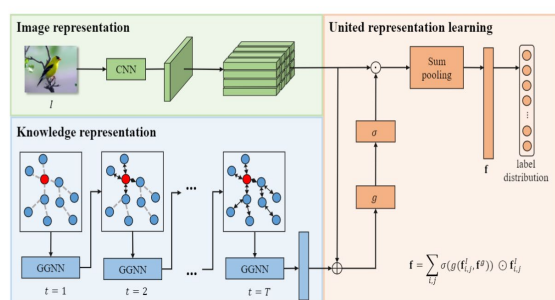 Image representation
I
CNN
Knowledge representation
GGNN
GGNN
...
GGNN
t = 1
t = 2
...
t = T
United representation learning
⊙
Sum
pooling
σ
g
⊕
f
label
distribution
f = ∑_{i,j} σ(g(f^I_{i,j}, f^g)) ⊙ f^I_{i,j}